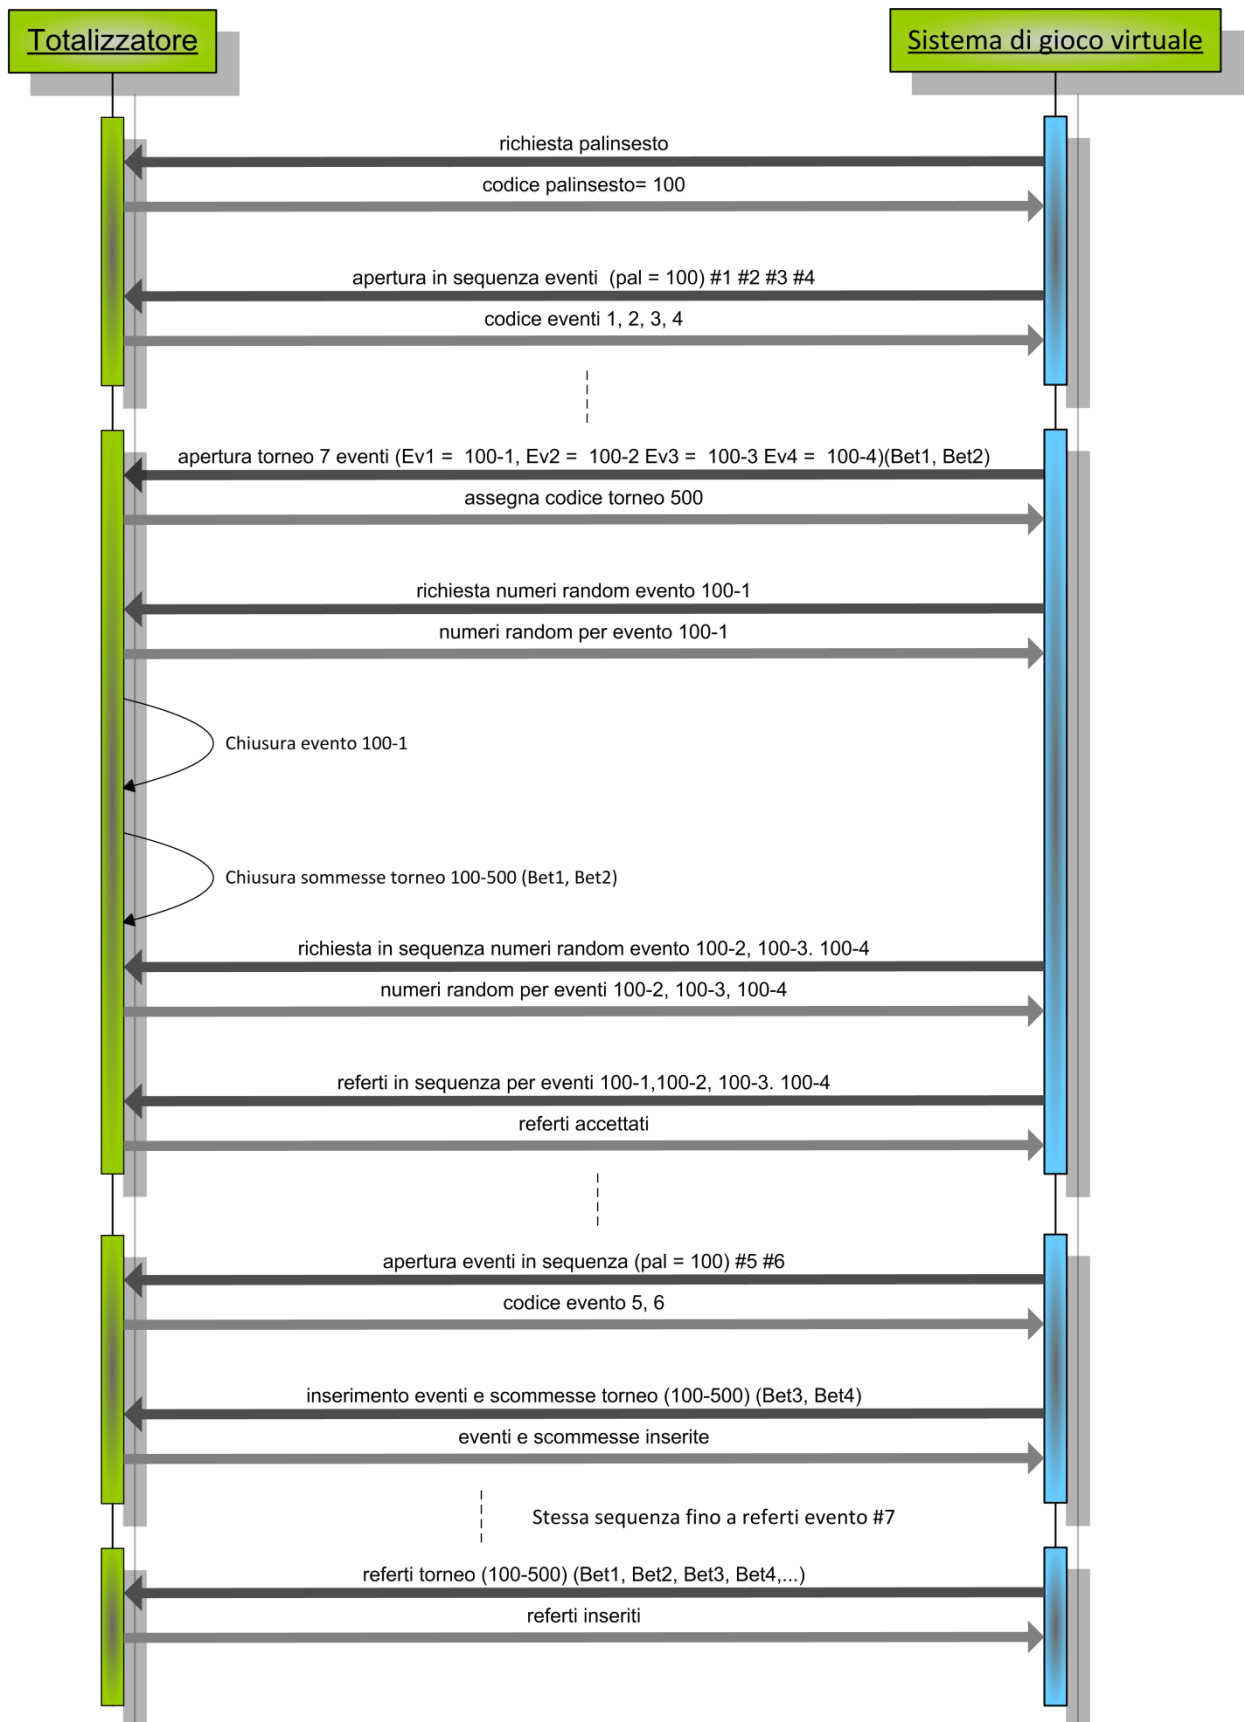 Totalizzatore
Sistema di gioco virtuale
richiesta palinsesto
codice palinsesto= 100
apertura in sequenza eventi (pal = 100) #1 #2 #3 #4
codice eventi 1, 2, 3, 4
apertura torneo 7 eventi (Ev1 = 100-1, Ev2 = 100-2 Ev3 = 100-3 Ev4 = 100-4)(Bet1, Bet2)
assegna codice torneo 500
richiesta numeri random evento 100-1
numeri random per evento 100-1
Chiusura evento 100-1
Chiusura sommesse torneo 100-500 (Bet1, Bet2)
richiesta in sequenza numeri random evento 100-2, 100-3. 100-4
numeri random per eventi 100-2, 100-3, 100-4
referti in sequenza per eventi 100-1,100-2, 100-3. 100-4
referti accettati
apertura eventi in sequenza (pal = 100) #5 #6
codice evento 5, 6
inserimento eventi e scommesse torneo (100-500) (Bet3, Bet4)
eventi e scommesse inserite
Stessa sequenza fino a referti evento #7
referti torneo (100-500) (Bet1, Bet2, Bet3, Bet4,...)
referti inseriti